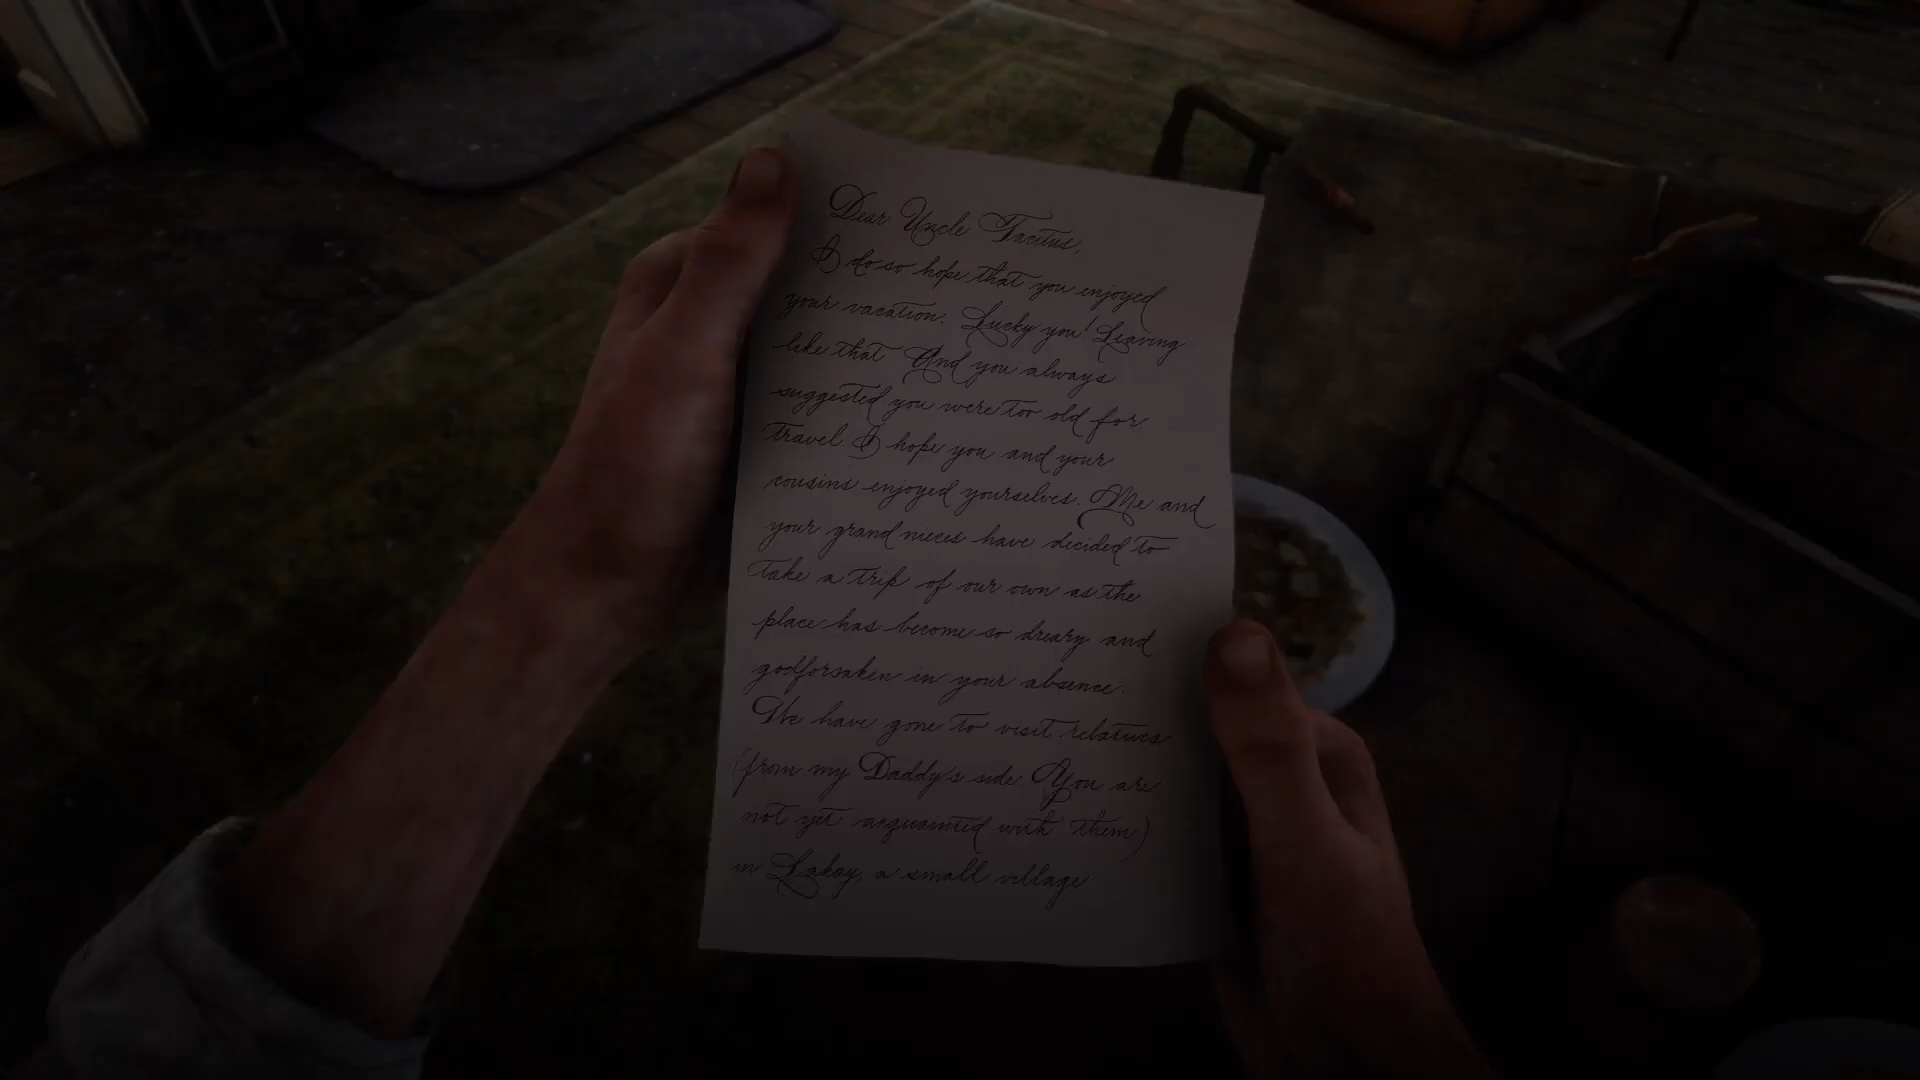 Dear Uncle Tacitus,
I do so hope that you enjoyed
your vacation. Lucky you! Leaving
like that And you always
suggested you were too old for
travel. I hope you and your
cousins enjoyed yourselves. Me and
your grand nieces have decided to
take a trip of our own as the
place has become so dreary and
godforsaken in your absence.
We have gone to visit relatives
(from my Daddy's side. You are
not yet acquainted with them)
in Lakay, a small village